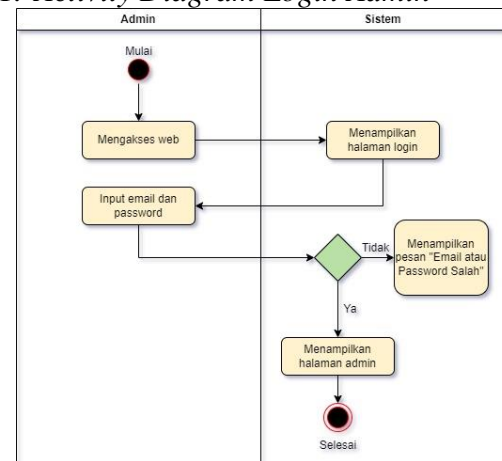 Activity Diagram Login Admin
Admin
Sistem
Mulai
Mengakses web
Menampilkan
halaman login
Input email dan
password
Tidak
Menampilkan
pesan "Email atau
Password Salah"
Ya
Menampilkan
halaman admin
Selesai